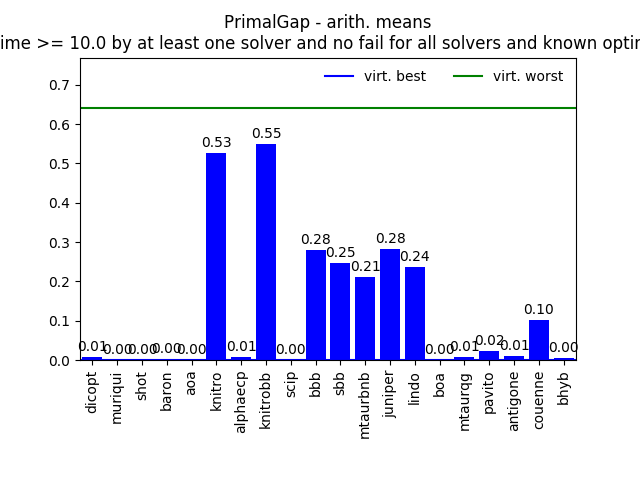 PrimalGap - arith. means
ime >= 10.0 by at least one solver and no fail for all solvers and known optim
virt. best
virt. worst
0.7
0.6
0.5
0.4
0.3
0.2
0.1
0.0
0.01
0.00
0.00
0.00
0.00
0.53
0.01
0.55
0.00
0.28
0.25
0.21
0.28
0.24
0.00
0.01
0.02
0.01
0.10
0.00
dicopt
muriqui
shot
baron
aoa
knitro
alphaecp
knitrobb
scip
bbb
sbb
mtaurbnb
juniper
lindo
boa
mtaurqg
pavito
antigone
couenne
bhyb